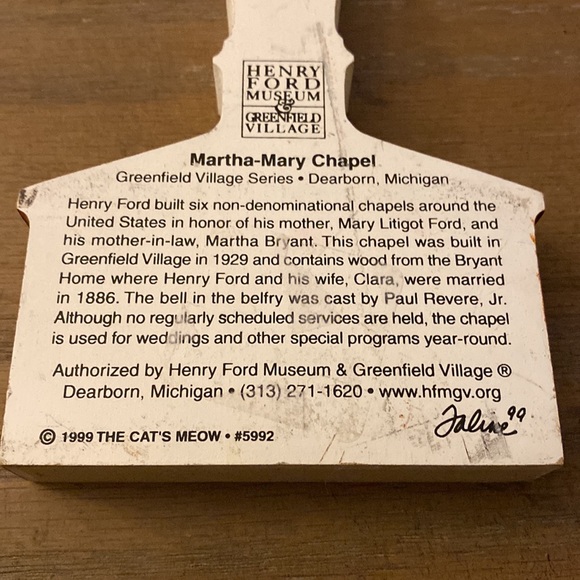 HENRY
FORD
MUSEUM
&
GREENFIELD
VILLAGE
Martha-Mary Chapel
Greenfield Village Series • Dearborn, Michigan
Henry Ford built six non-denominational chapels around the
United States in honor of his mother, Mary Litigot Ford, and
his mother-in-law, Martha Bryant. This chapel was built in
Greenfield Village in 1929 and contains wood from the Bryant
Home where Henry Ford and his wife, Clara, were married
in 1886. The bell in the belfry was cast by Paul Revere, Jr.
Although no regularly scheduled services are held, the chapel
is used for weddings and other special programs year-round.
Authorized by Henry Ford Museum & Greenfield Village ®
Dearborn, Michigan • (313) 271-1620 • www.hfmgv.org
Faline 99
© 1999 THE CAT'S MEOW • #5992